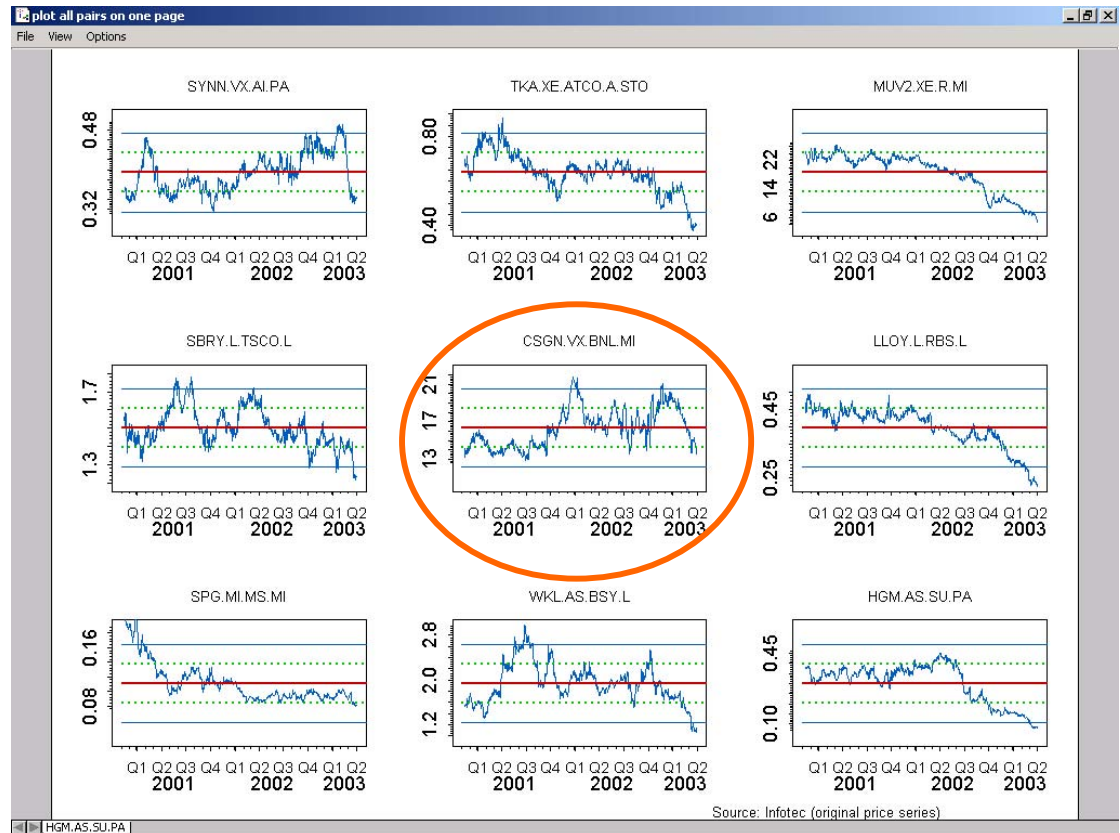 plot all pairs on one page
File View Options
SYNN.VX.AI.PA
0.48
0.32
Q1 Q2 Q3 Q4 Q1 Q2 Q3 Q4 Q1 Q2
2001 2002 2003
TKA.XE.ATCO.A.STO
0.80
0.40
Q1 Q2 Q3 Q4 Q1 Q2 Q3 Q4 Q1 Q2
2001 2002 2003
MUV2.XE.R.MI
22
14
6
Q1 Q2 Q3 Q4 Q1 Q2 Q3 Q4 Q1 Q2
2001 2002 2003
SBRY.L.TSCO.L
1.7
1.3
Q1 Q2 Q3 Q4 Q1 Q2 Q3 Q4 Q1 Q2
2001 2002 2003
CSGN.VX.BNL.MI
21
17
13
Q1 Q2 Q3 Q4 Q1 Q2 Q3 Q4 Q1 Q2
2001 2002 2003
LLOY.L.RBS.L
0.45
0.25
Q1 Q2 Q3 Q4 Q1 Q2 Q3 Q4 Q1 Q2
2001 2002 2003
SPG.MI.MS.MI
0.16
0.08
Q1 Q2 Q3 Q4 Q1 Q2 Q3 Q4 Q1 Q2
2001 2002 2003
WKL.AS.BSY.L
2.8
2.0
1.2
Q1 Q2 Q3 Q4 Q1 Q2 Q3 Q4 Q1 Q2
2001 2002 2003
HGM.AS.SU.PA
0.45
0.10
Q1 Q2 Q3 Q4 Q1 Q2 Q3 Q4 Q1 Q2
2001 2002 2003
Source: Infotec (original price series)
HGM.AS.SU.PA